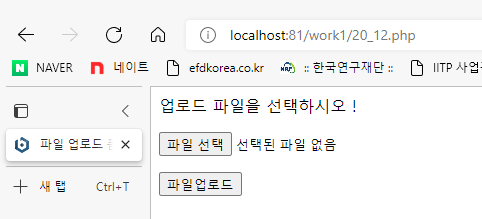 localhost:81/work1/20_12.php
NAVER
네이트
efdkorea.co.kr
:: 한국연구재단 ::
IITP 사업
업로드 파일을 선택하시오 !
파일 선택 선택된 파일 없음
파일 업로드
새 탭 Ctrl+T
파일업로드